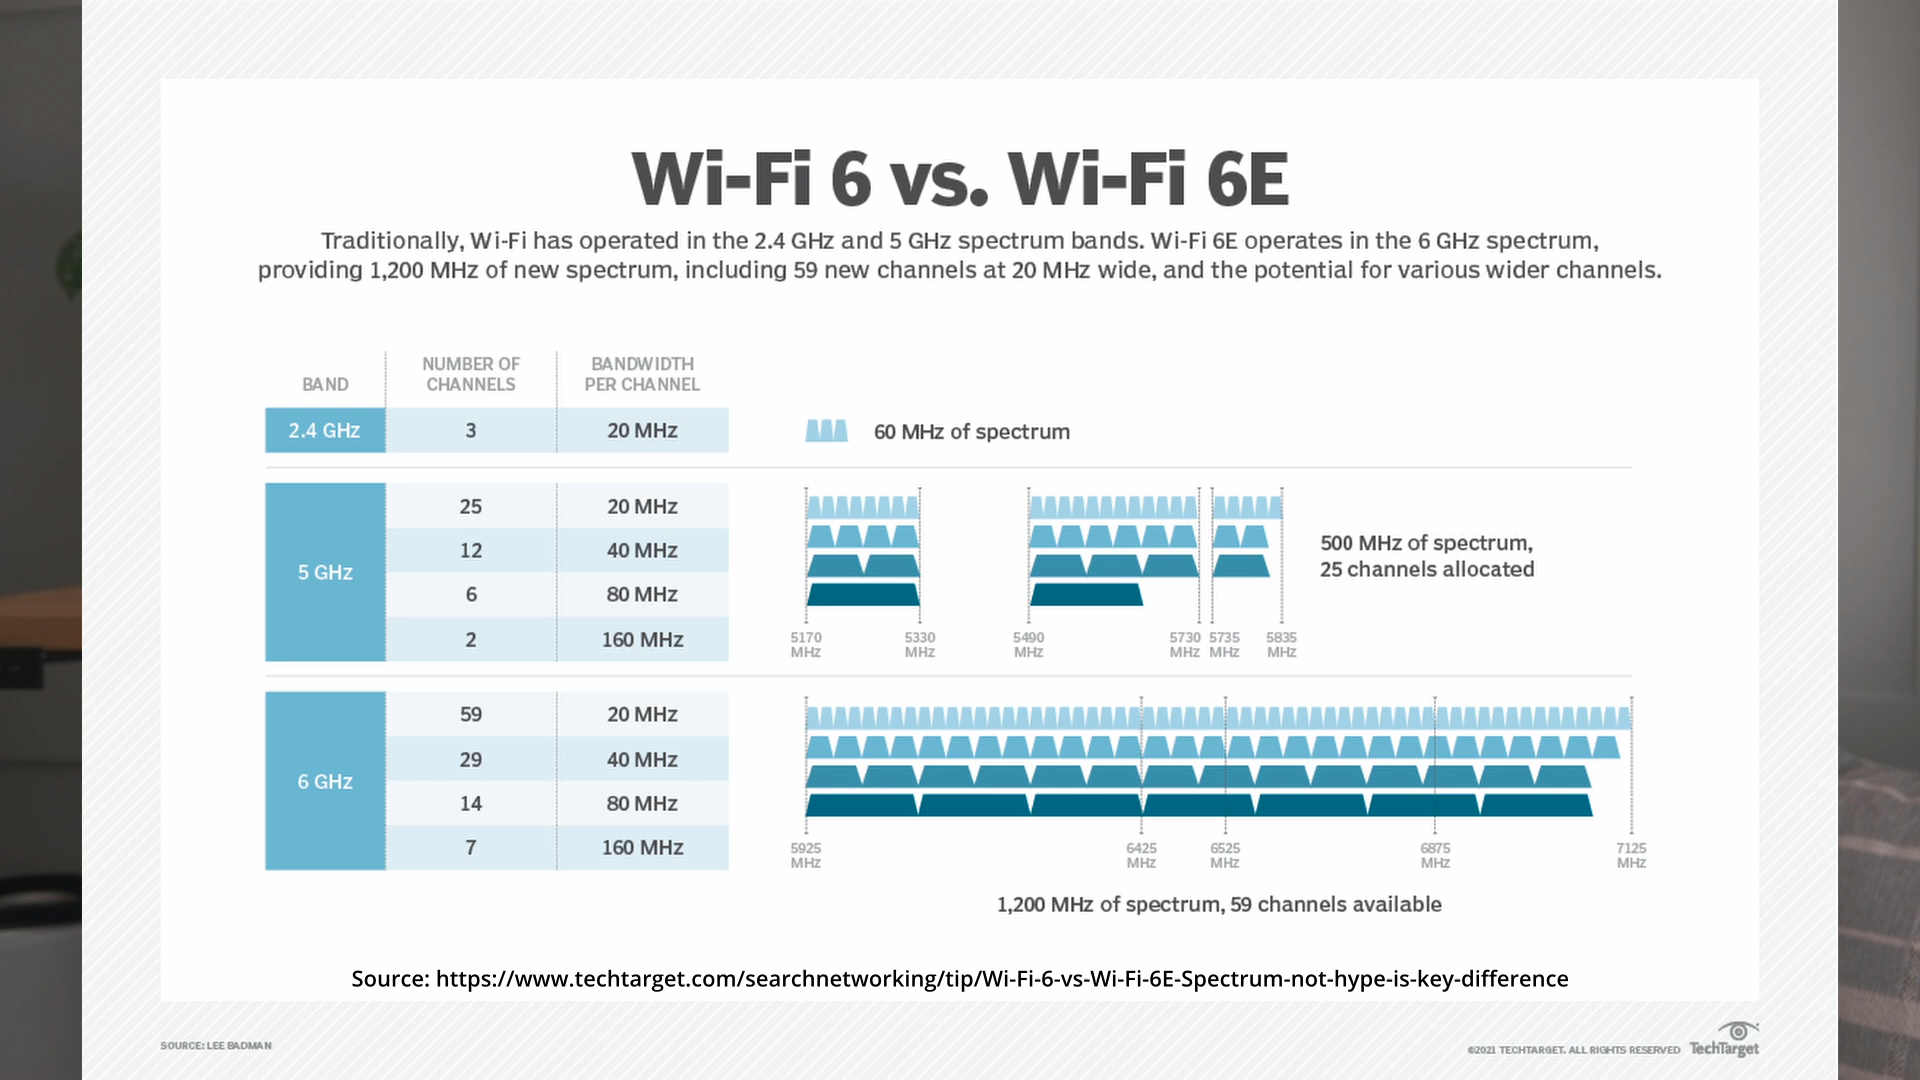 Wi-Fi 6 vs. Wi-Fi 6E
Traditionally, Wi-Fi has operated in the 2.4 GHz and 5 GHz spectrum bands. Wi-Fi 6E operates in the 6 GHz spectrum,
providing 1,200 MHz of new spectrum, including 59 new channels at 20 MHz wide, and the potential for various wider channels.
BAND
NUMBER OF
CHANNELS
BANDWIDTH
PER CHANNEL
2.4 GHz
3
20 MHz
60 MHz of spectrum
5 GHz
25
20 MHz
12
40 MHz
6
80 MHz
2
160 MHz
5170
MHz
5330
MHz
5490
MHz
5730
MHz
5735
MHz
5835
MHz
500 MHz of spectrum,
25 channels allocated
6 GHz
59
20 MHz
29
40 MHz
14
80 MHz
7
160 MHz
5925
MHz
6425
MHz
6525
MHz
6875
MHz
7125
MHz
1,200 MHz of spectrum, 59 channels available
Source: https://www.techtarget.com/searchnetworking/tip/Wi-Fi-6-vs-Wi-Fi-6E-Spectrum-not-hype-is-key-difference
SOURCE: LEE BADMAN
©2021 TECHTARGET. ALL RIGHTS RESERVED
TechTarget